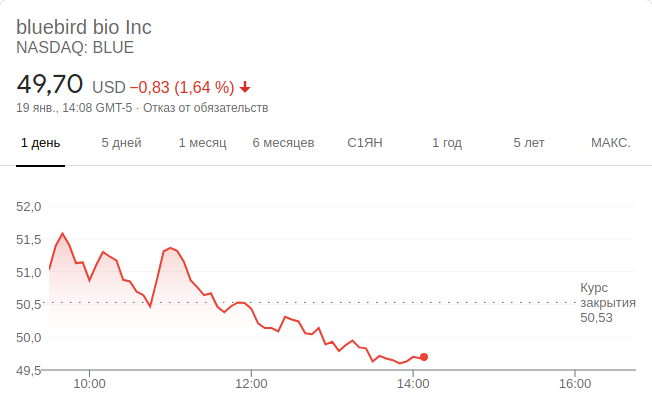 bluebird bio Inc
NASDAQ: BLUE
49,70 USD −0,83 (1,64 %)
19 янв., 14:08 GMT-5 · Отказ от обязательств
1 день 5 дней 1 месяц 6 месяцев С1ЯН 1 год 5 лет МАКС.
52,0
51,5
51,0
50,5
50,0
49,5
Курс
закрытия
50,53
10:00 12:00 14:00 16:00